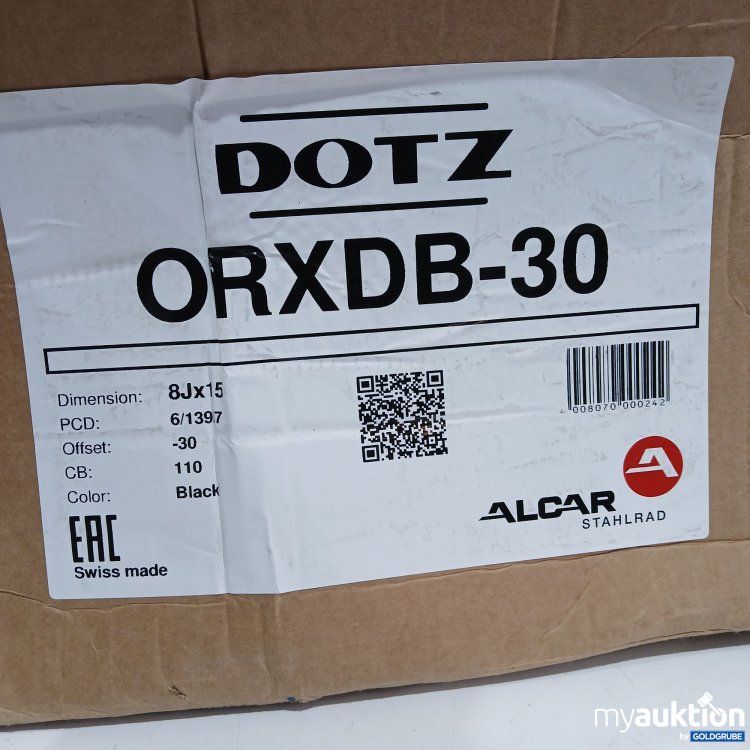 DOTZ
ORXDB-30
Dimension: 8Jx15
PCD: 6/1397
Offset: -30
CB: 110
Color: Black
EAC
Swiss made
008070 000242
A
ALCAR
STAHLRAD
myauktion
by GOLDGRUBE